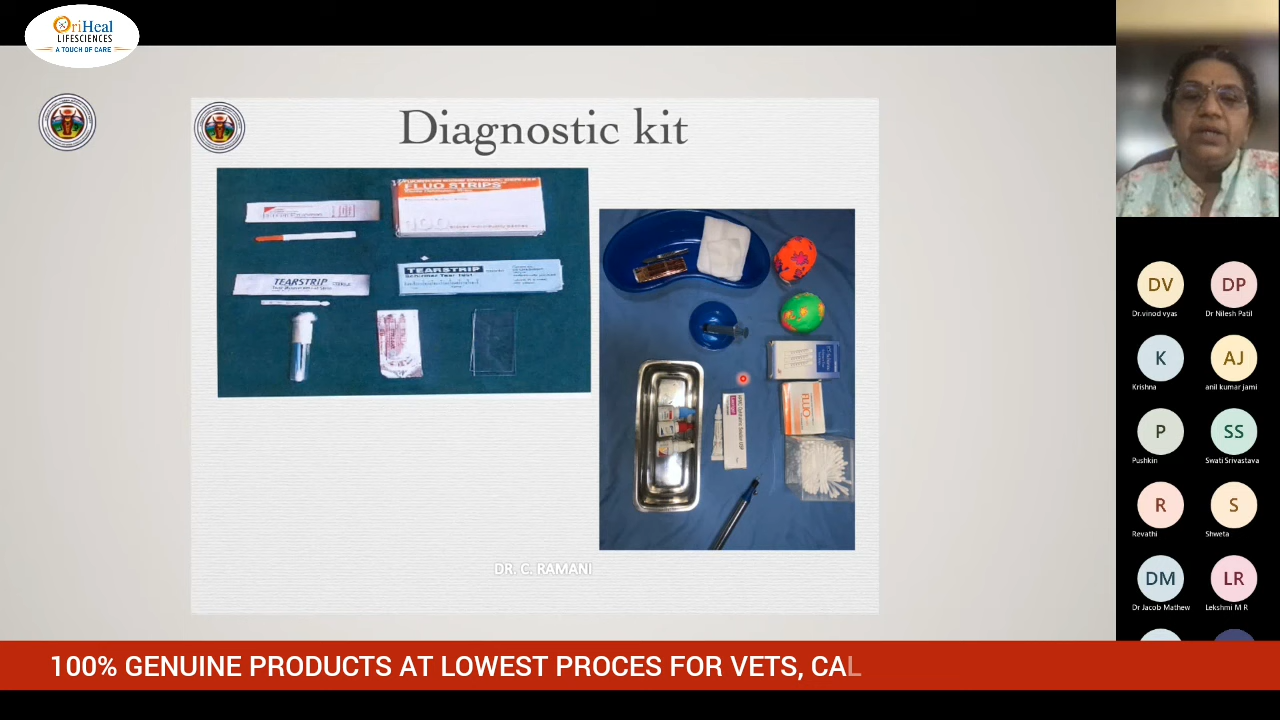 OriHeal
LIFESCIENCES
A TOUCH OF CARE
Diagnostic kit
FLUO STRIPS
100
TEARSTRIP
TEARSTRIP
FLUO
DR. C. RAMANI
DV
Dr.vinod vyas
DP
Dr Nilesh Patil
K
Krishna
AJ
anil kumar jami
P
Pushkin
SS
Swati Srivastava
R
Revathi
S
Shweta
DM
Dr Jacob Mathew
LR
Lekshmi M R
100% GENUINE PRODUCTS AT LOWEST PROCES FOR VETS, CAL